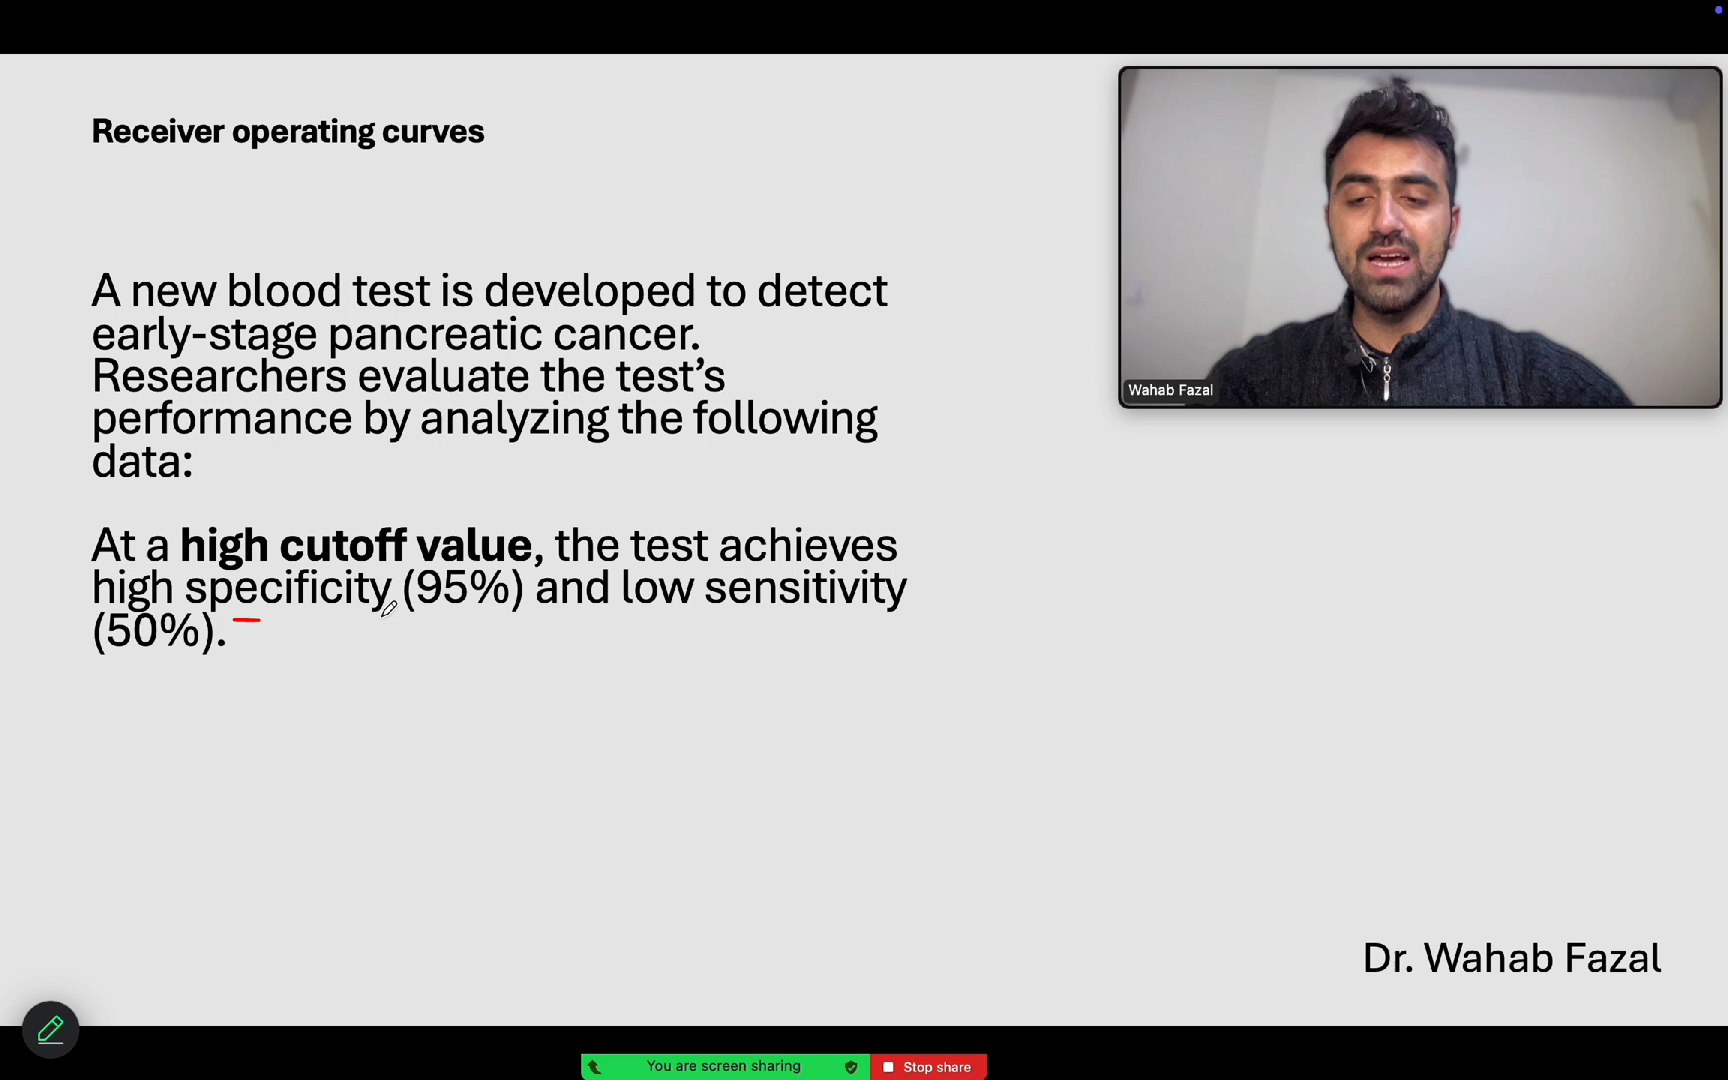 Receiver operating curves
Wahab Fazal
A new blood test is developed to detect
early-stage pancreatic cancer.
Researchers evaluate the test’s
performance by analyzing the following
data:
At a high cutoff value, the test achieves
high specificity (95%) and low sensitivity
(50%).
Dr. Wahab Fazal
You are screen sharing
Stop share